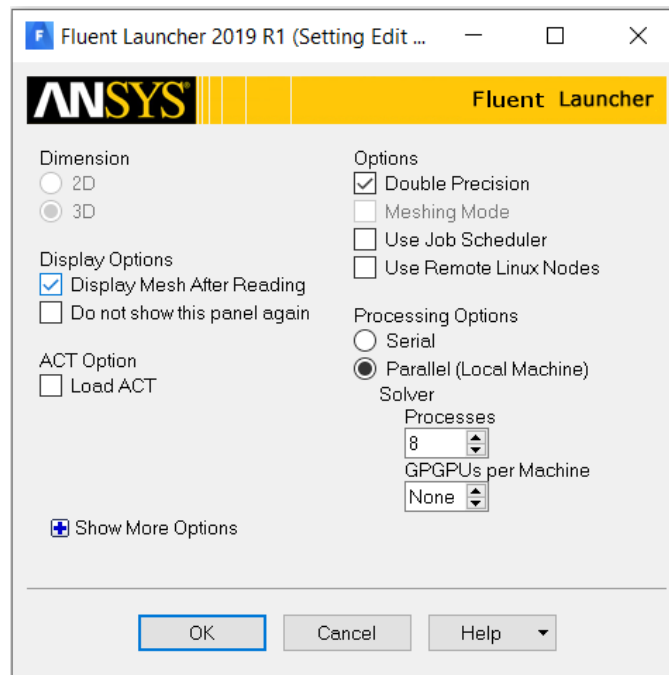 Fluent Launcher 2019 R1 (Setting Edit ...
ANSYS Fluent Launcher
Dimension
2D
3D
Display Options
Display Mesh After Reading
Do not show this panel again
ACT Option
Load ACT
Show More Options
Options
Double Precision
Meshing Mode
Use Job Scheduler
Use Remote Linux Nodes
Processing Options
Serial
Parallel (Local Machine)
Solver
Processes
8
GPGPUs per Machine
None
OK Cancel Help